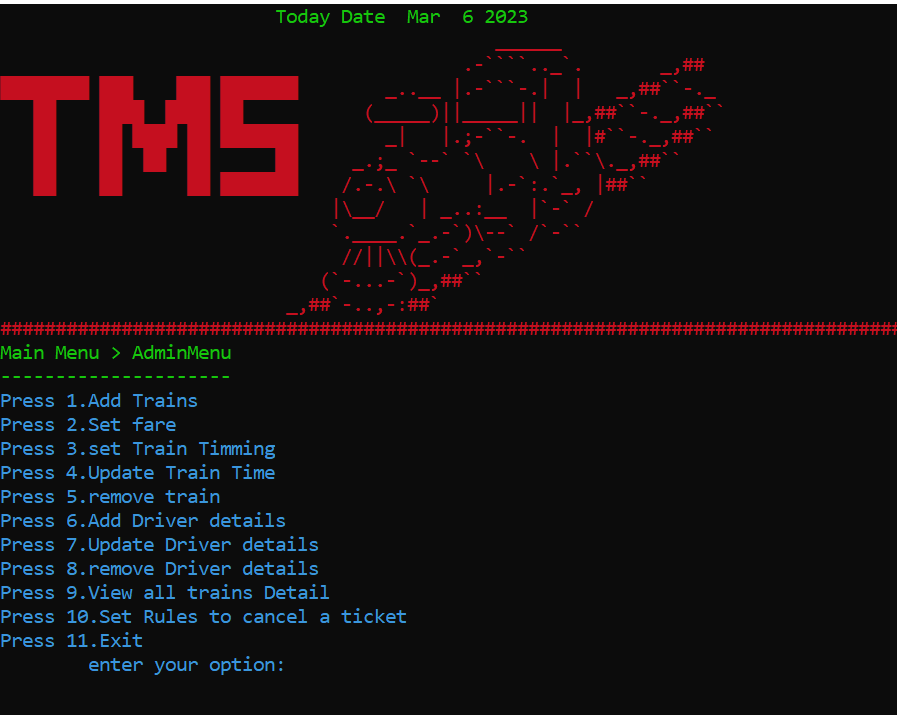 Today Date  Mar  6 2023
TMS
Main Menu > AdminMenu
Press 1.Add Trains
Press 2.Set fare
Press 3.set Train Timming
Press 4.Update Train Time
Press 5.remove train
Press 6.Add Driver details
Press 7.Update Driver details
Press 8.remove Driver details
Press 9.View all trains Detail
Press 10.Set Rules to cancel a ticket
Press 11.Exit
enter your option: